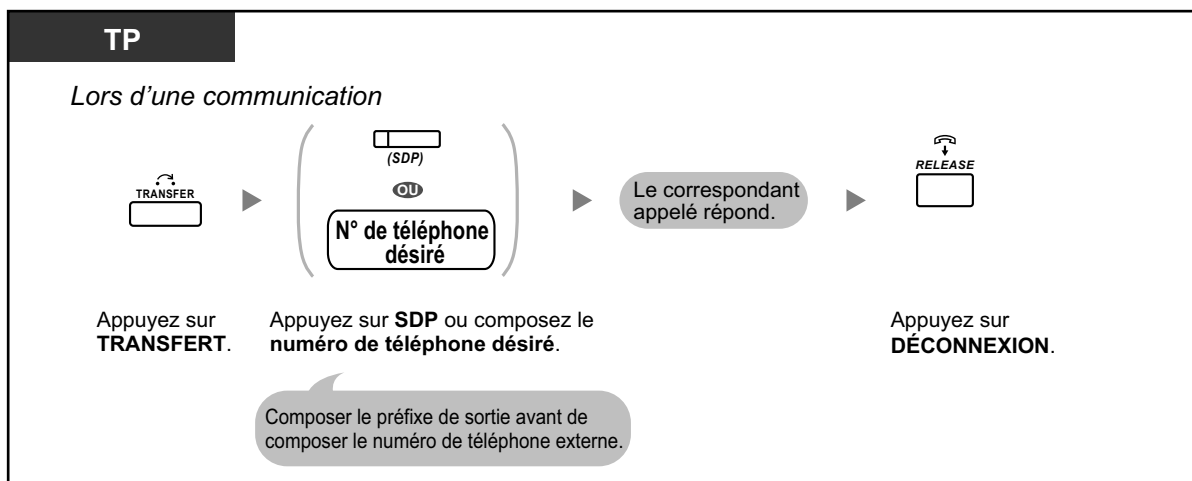 TP
Lors d’une communication
TRANSFER
(SDP)
OU
N° de téléphone
désiré
Le correspondant
appelé répond.
RELEASE
Appuyez sur
TRANSFERT.
Appuyez sur SDP ou composez le
numéro de téléphone désiré.
Appuyez sur
DÉCONNEXION.
Composer le préfixe de sortie avant de
composer le numéro de téléphone externe.